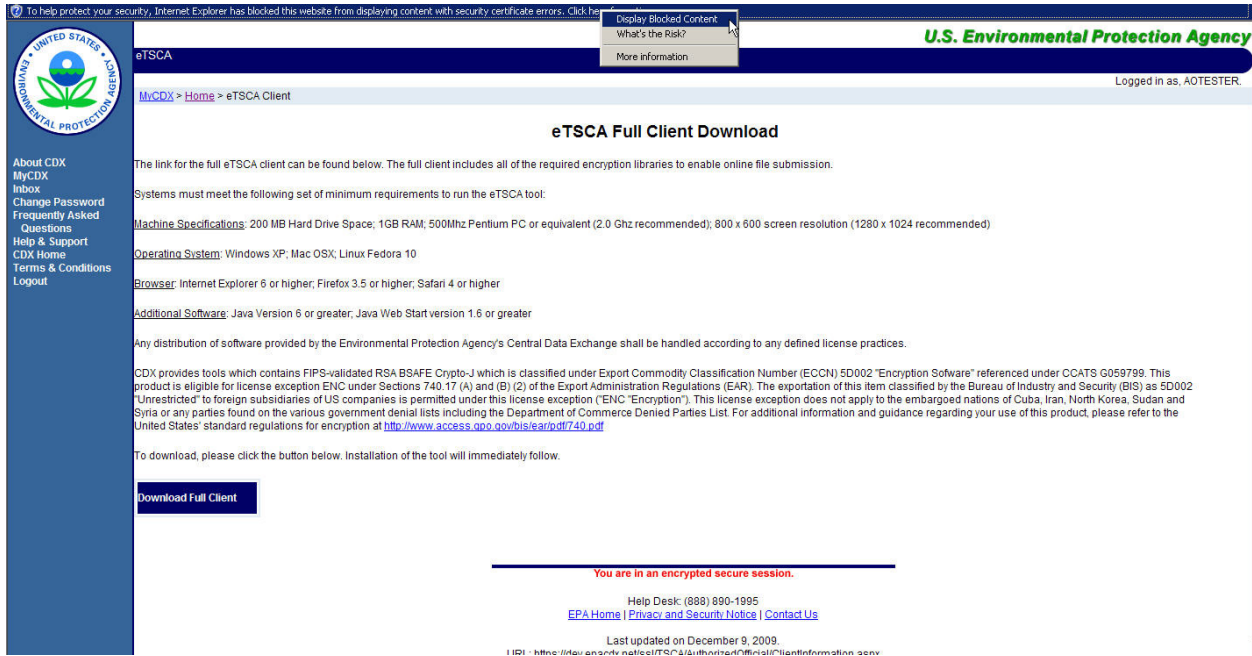 To help protect your security, Internet Explorer has blocked this website from displaying content with security certificate errors. Click he
Display Blocked Content
What's the Risk?
More information
UNITED STATES
ENVIRONMENTAL PROTECTION AGENCY
U.S. Environmental Protection Agency
eTSCA
Logged in as, AOTESTER.
MyCDX > Home > eTSCA Client
eTSCA Full Client Download
About CDX
MyCDX
Inbox
Change Password
Frequently Asked
Questions
Help & Support
CDX Home
Terms & Conditions
Logout
The link for the full eTSCA client can be found below. The full client includes all of the required encryption libraries to enable online file submission.
Systems must meet the following set of minimum requirements to run the eTSCA tool:
Machine Specifications: 200 MB Hard Drive Space; 1GB RAM; 500Mhz Pentium PC or equivalent (2.0 Ghz recommended); 800 x 600 screen resolution (1280 x 1024 recommended)
Operating System: Windows XP; Mac OSX; Linux Fedora 10
Browser: Internet Explorer 6 or higher; Firefox 3.5 or higher; Safari 4 or higher
Additional Software: Java Version 6 or greater; Java Web Start version 1.6 or greater
Any distribution of software provided by the Environmental Protection Agency's Central Data Exchange shall be handled according to any defined license practices.
CDX provides tools which contains FIPS-validated RSA BSAFE Crypto-J which is classified under Export Commodity Classification Number (ECCN) 5D002 "Encryption Sofware" referenced under CCATS G059799. This
product is eligible for license exception ENC under Sections 740.17 (A) and (B) (2) of the Export Administration Regulations (EAR). The exportation of this item classified by the Bureau of Industry and Security (BIS) as 5D002
"Unrestricted" to foreign subsidiaries of US companies is permitted under this license exception ("ENC "Encryption"). This license exception does not apply to the embargoed nations of Cuba, Iran, North Korea, Sudan and
Syria or any parties found on the various government denial lists including the Department of Commerce Denied Parties List. For additional information and guidance regarding your use of this product, please refer to the
United States' standard regulations for encryption at http://www.access.gpo.gov/bis/ear/pdf/740.pdf
To download, please click the button below. Installation of the tool will immediately follow.
Download Full Client
You are in an encrypted secure session.
Help Desk: (888) 890-1995
EPA Home | Privacy and Security Notice | Contact Us
Last updated on December 9, 2009.
URL: https://dev.epacdx.net/ssl/TSCA/AuthorizedOfficial/ClientInformation.aspx